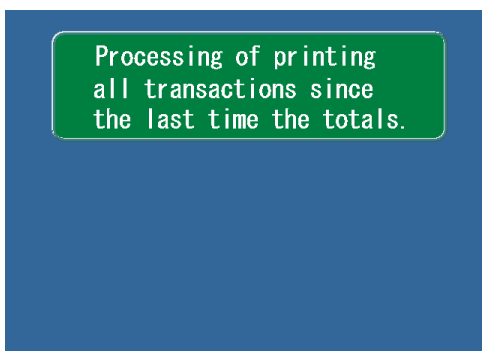 Processing of printing
all transactions since
the last time the totals.